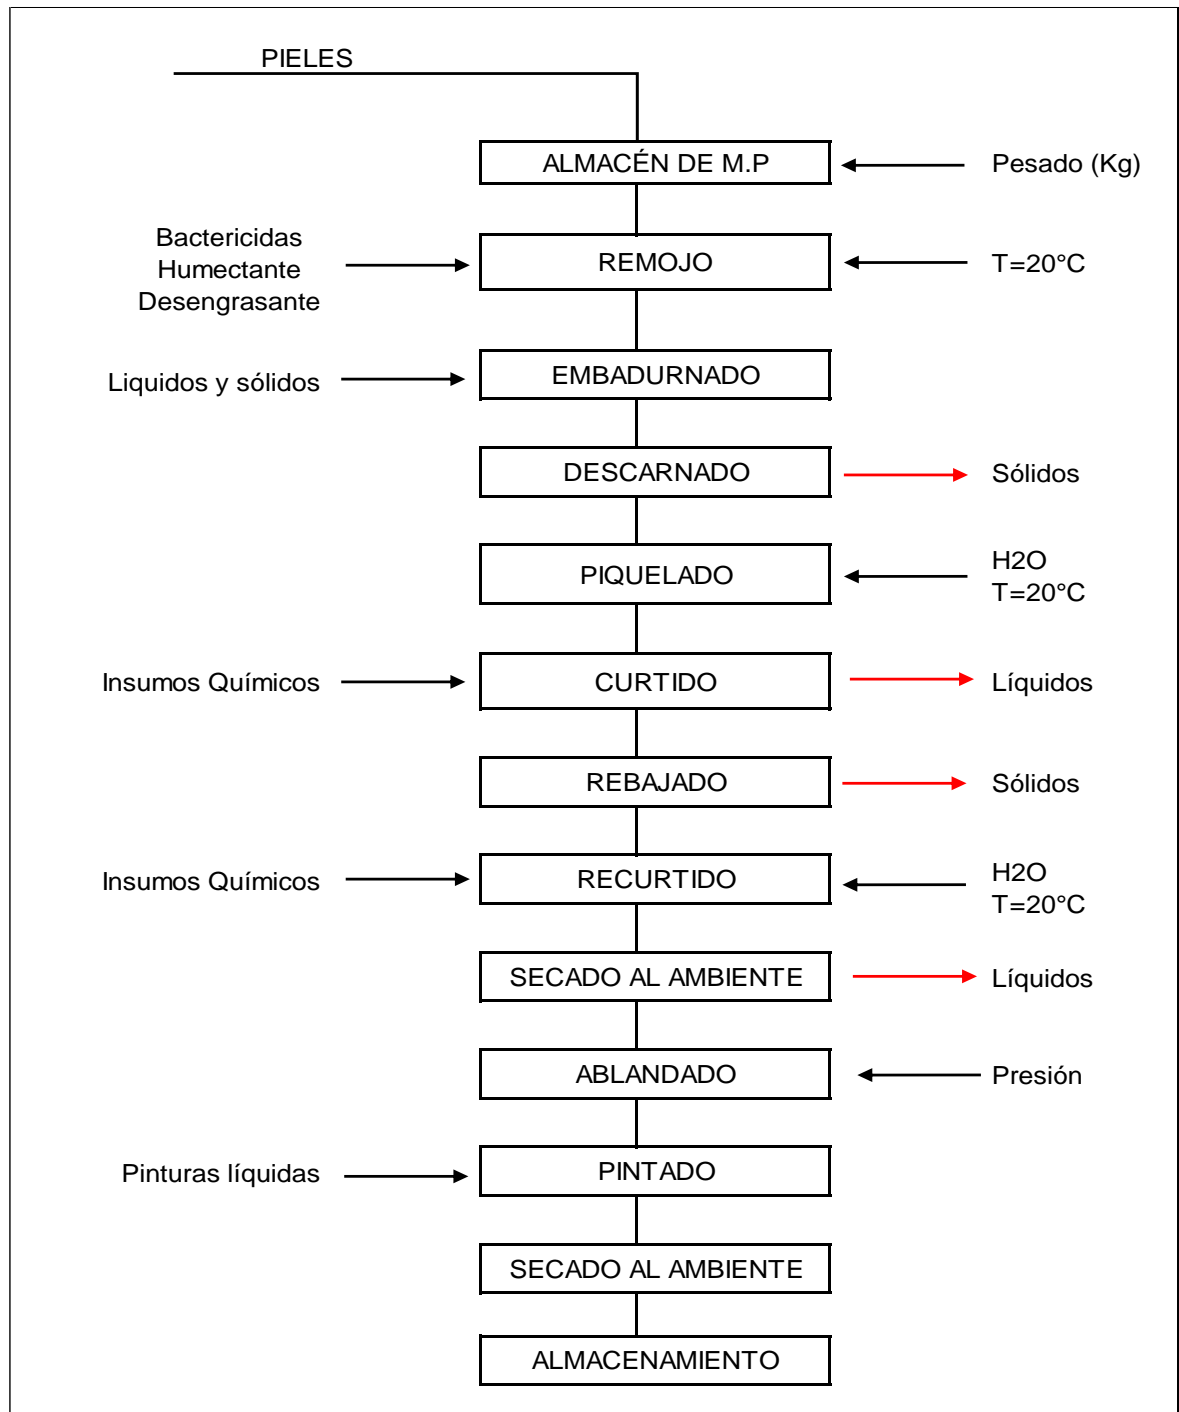 PIELES
ALMACÉN DE M.P
Pesado (Kg)
Bactericidas
Humectante
Desengrasante
REMOJO
T=20°C
Liquidos y sólidos
EMBADURNADO
DESCARNADO
Sólidos
PIQUELADO
H2O
T=20°C
Insumos Químicos
CURTIDO
Líquidos
REBAJADO
Sólidos
Insumos Químicos
RECURTIDO
H2O
T=20°C
SECADO AL AMBIENTE
Líquidos
ABLANDADO
Presión
Pinturas líquidas
PINTADO
SECADO AL AMBIENTE
ALMACENAMIENTO